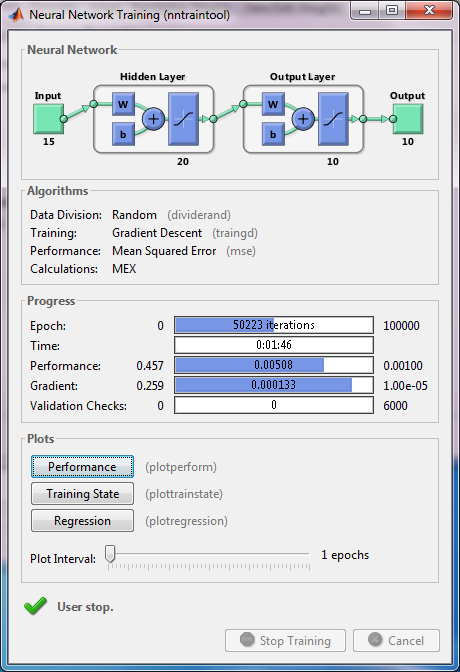 Neural Network Training (nntraintool)
Neural Network
Hidden Layer Output Layer
Input Output
W W
b b
+ +
15 10
20 10
Algorithms
Data Division: Random (dividerand)
Training: Gradient Descent (traingd)
Performance: Mean Squared Error (mse)
Calculations: MEX
Progress
Epoch: 0 50223 iterations 100000
Time: 0:01:46
Performance: 0.457 0.00508 0.00100
Gradient: 0.259 0.000133 1.00e-05
Validation Checks: 0 0 6000
Plots
Performance (plotperform)
Training State (plottrainstate)
Regression (plotregression)
Plot Interval: 1 epochs
User stop.
Stop Training Cancel